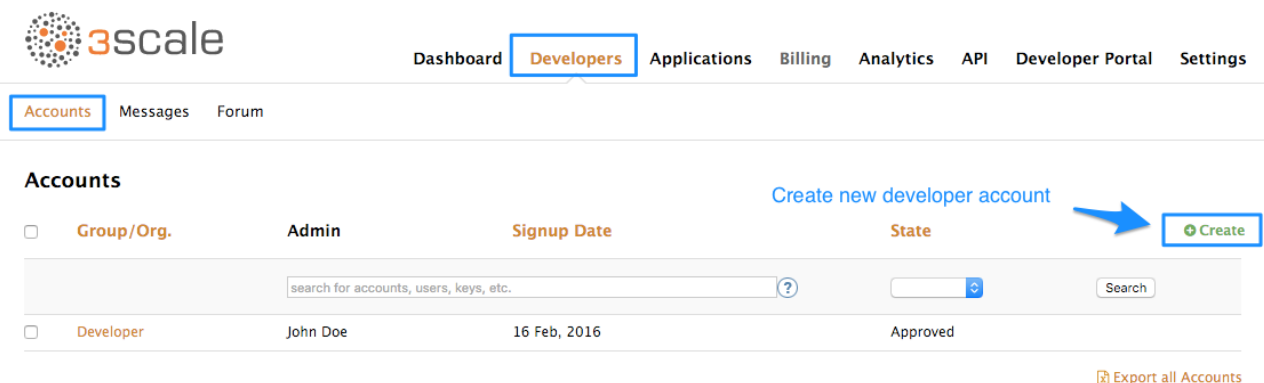 3scale
Dashboard Developers Applications Billing Analytics API Developer Portal Settings
Accounts Messages Forum
Accounts
Create new developer account
Group/Org. Admin Signup Date State Create
search for accounts, users, keys, etc. ? Search
Developer John Doe 16 Feb, 2016 Approved
Export all Accounts